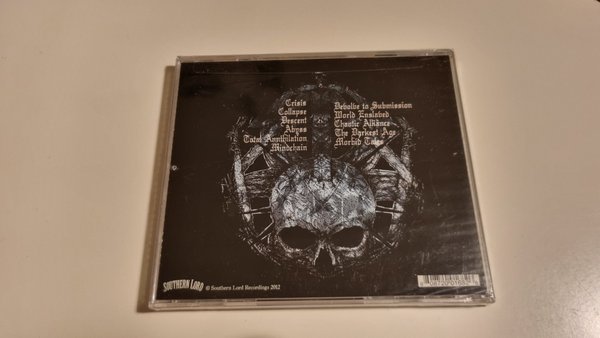 Crisis
Collapse
Descent
Abyss
Total Annihilation
Mindchain
Devolve to Submission
World Enslaved
Chaotic Alliance
The Darkest Age
Morbid Tales
SOUTHERN LORD
© Southern Lord Recordings 2012